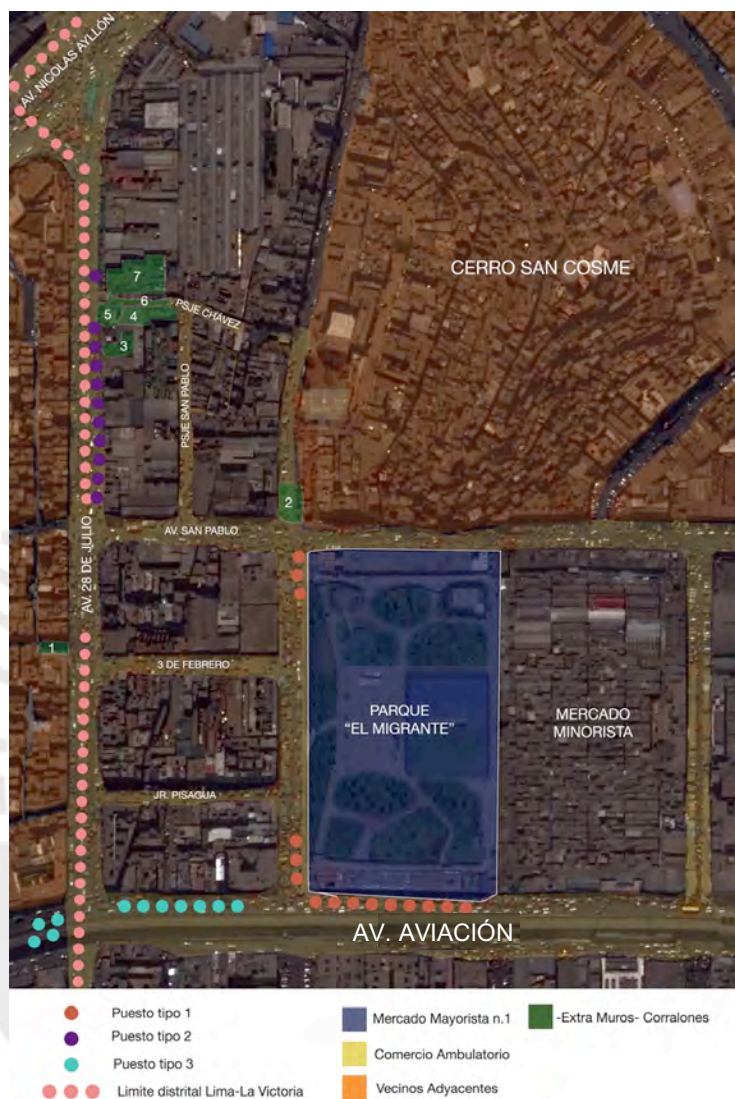 AV. NICOLAS AYLLÓN
CERRO SAN COSME
7
6
PSJE CHÁVEZ
5
4
3
PSJE SAN PABLO
2
AV. SAN PABLO
AV. 28 DE JULIO
1
3 DE FEBRERO
PARQUE
"EL MIGRANTE"
MERCADO
MINORISTA
JR. PISAGUA
AV. AVIACIÓN
Puesto tipo 1
Puesto tipo 2
Puesto tipo 3
Limite distrital Lima-La Victoria
Mercado Mayorista n.1
Comercio Ambulatorio
Vecinos Adyacentes
-Extra Muros- Corralones